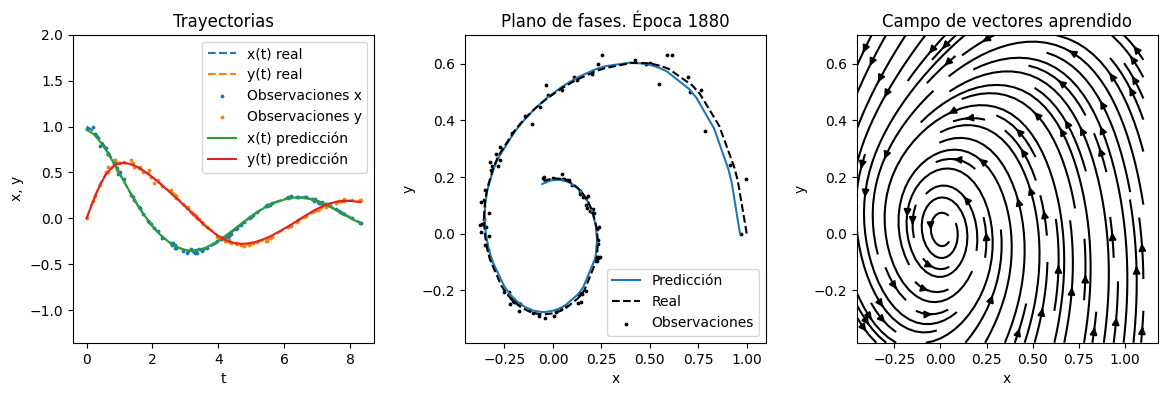 Trayectorias
2.0
1.5
1.0
0.5
0.0
−0.5
−1.0
x, y
0
2
4
6
8
t
x(t) real
y(t) real
Observaciones x
Observaciones y
x(t) predicción
y(t) predicción
Plano de fases. Época 1880
0.6
0.4
0.2
0.0
−0.2
y
−0.25
0.00
0.25
0.50
0.75
1.00
x
Predicción
Real
Observaciones
Campo de vectores aprendido
0.6
0.4
0.2
0.0
−0.2
y
−0.25
0.00
0.25
0.50
0.75
1.00
x